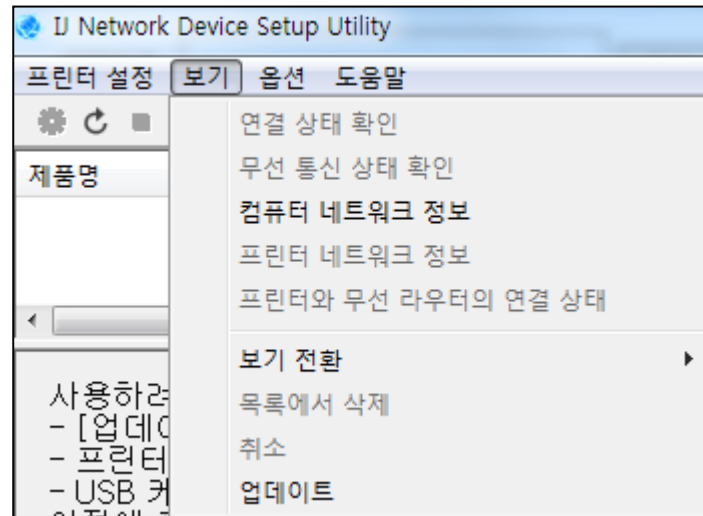 IJ Network Device Setup Utility
프린터 설정 보기 옵션 도움말
제품명
연결 상태 확인
무선 통신 상태 확인
컴퓨터 네트워크 정보
프린터 네트워크 정보
프린터와 무선 라우터의 연결 상태
보기 전환
목록에서 삭제
취소
업데이트
사용하려
- [업데이
- 프린터
- USB 케